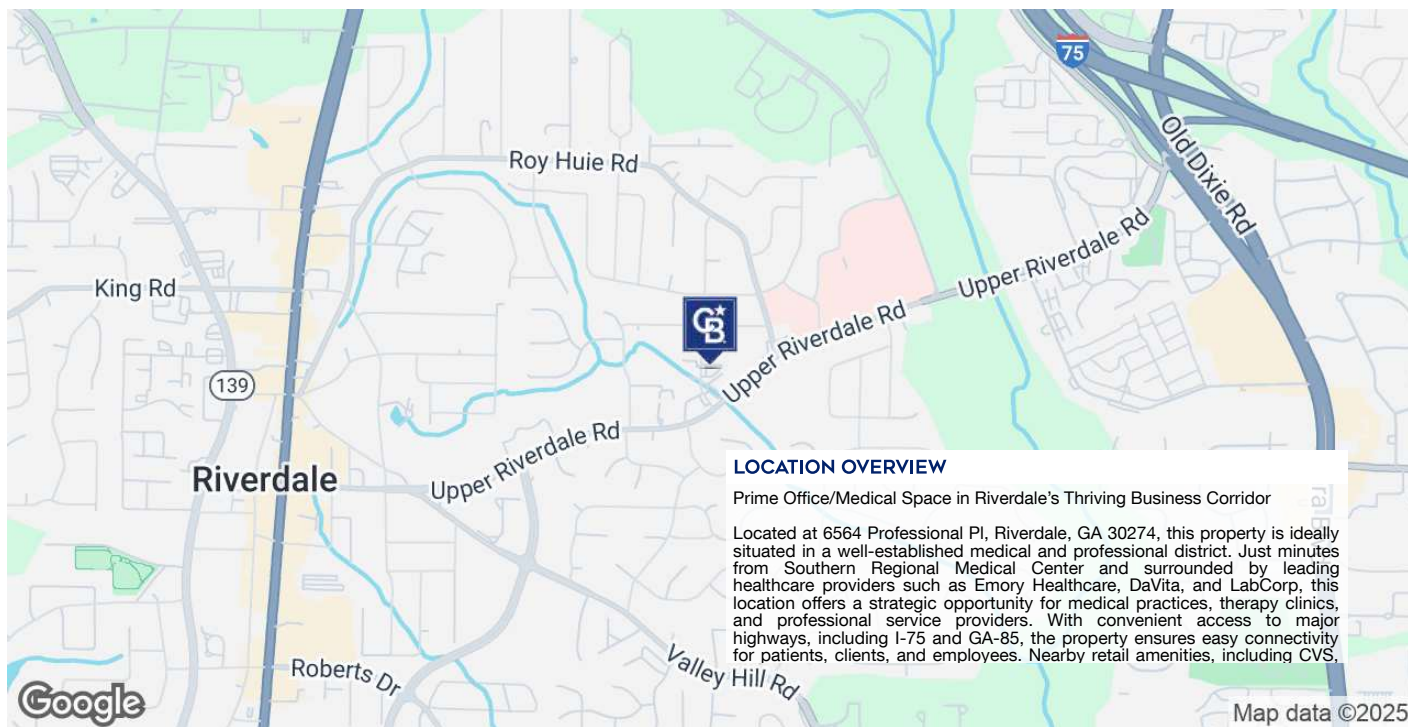 75
Old Dixie Rd
Roy Huie Rd
Upper Riverdale Rd
King Rd
CB
Upper Riverdale Rd
139
Upper Riverdale Rd
Riverdale
LOCATION OVERVIEW
Prime Office/Medical Space in Riverdale's Thriving Business Corridor
Located at 6564 Professional Pl, Riverdale, GA 30274, this property is ideally
situated in a well-established medical and professional district. Just minutes
from Southern Regional Medical Center and surrounded by leading
healthcare providers such as Emory Healthcare, DaVita, and LabCorp, this
location offers a strategic opportunity for medical practices, therapy clinics,
and professional service providers. With convenient access to major
highways, including I-75 and GA-85, the property ensures easy connectivity
for patients, clients, and employees. Nearby retail amenities, including CVS,
Roberts Dr
Valley Hill Rd
Google
Map data ©2025